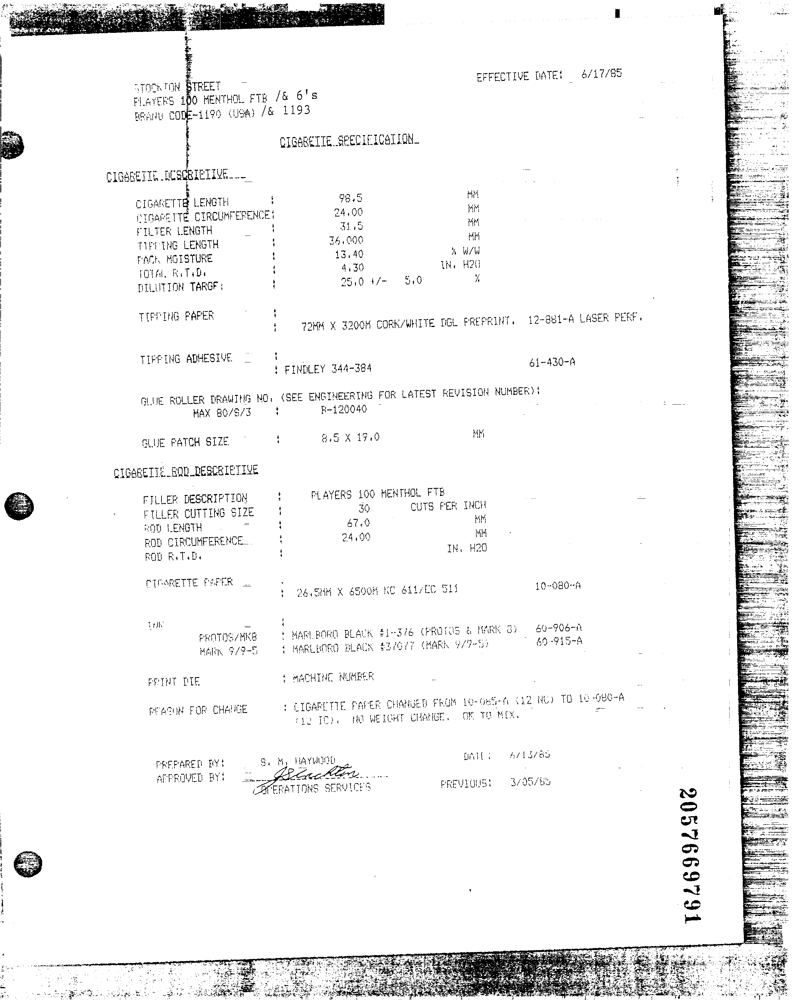 EFFECTIVE DATE: 6/17/85
STOCKTON STREET
PLAYERS 100 MENTHOL FTB /& 6's
BRAND CODE-1190 (USA) /& 1193
CIGARETTE SPECIFICATION
CIGARETTE DESCRIPTIVE
CIGARETTE LENGTH : 98.5 MM
CIGARETTE CIRCUMFERENCE: 24.00 MM
FILTER LENGTH : 31.5 MM
TIPPING LENGTH : 36.000 MM
PACK MOISTURE : 13.40 % W/W
TOTAL R.T.D. : 4.30 IN. H20
DILUTION TARGE: : 25.0 +/- 5.0 %
TIPPING PAPER :
: 72MM X 3200M CORK/WHITE DGL PREPRINT. 12-881-A LASER PERF.
TIPPING ADHESIVE :
: FINDLEY 344-384 61-430-A
GLUE ROLLER DRAWING NO. (SEE ENGINEERING FOR LATEST REVISION NUMBER):
MAX 80/S/3 : B-120040
GLUE PATCH SIZE : 8.5 X 19.0 MM
CIGARETTE ROD DESCRIPTIVE
FILLER DESCRIPTION : PLAYERS 100 MENTHOL FTB
FILLER CUTTING SIZE : 30 CUTS PER INCH
ROD LENGTH : 67.0 MM
ROD CIRCUMFERENCE : 24.00 MM
ROD R.T.D. : IN. H20
CIGARETTE PAPER : 26.5MM X 6500M KC 611/EC 511 10-080-A
INK :
PROTOS/MK8 : MARLBORO BLACK #1-376 (PROTOS & MARK 8) 60-906-A
MARK 9/9-5 : MARLBORO BLACK #37077 (MARK 9/9-5) 60-915-A
PRINT DIE : MACHINE NUMBER
REASON FOR CHANGE : CIGARETTE PAPER CHANGED FROM 10-085-A (12 NC) TO 10-080-A
(12 IC). NO WEIGHT CHANGE. OK TO MIX.
PREPARED BY: S. M. HAYWOOD DATE: 6/13/85
APPROVED BY:
OPERATIONS SERVICES PREVIOUS: 3/05/85
2057669791